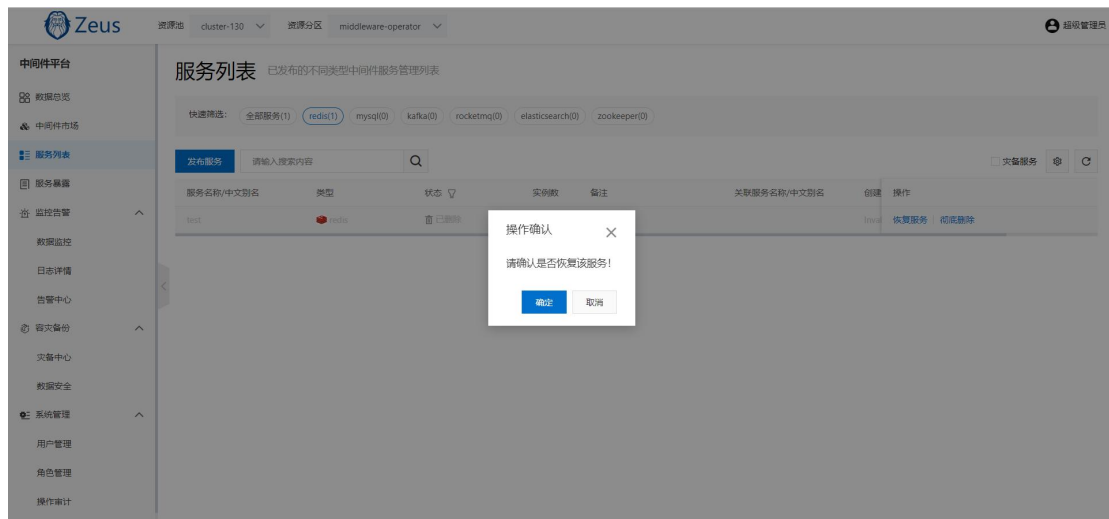 Zeus
资源池 cluster-130 资源分区 middleware-operator 超级管理员
中间件平台
数据总览
中间件市场
服务列表
服务暴露
监控告警
数据监控
日志详情
告警中心
容灾备份
灾备中心
数据安全
系统管理
用户管理
角色管理
操作审计
服务列表 已发布的不同类型中间件服务管理列表
快速筛选: 全部服务(1) redis(1) mysql(0) kafka(0) rocketmq(0) elasticsearch(0) zookeeper(0)
发布服务 请输入搜索内容 灾备服务
服务名称/中文别名 类型 状态 实例数 备注 关联服务名称/中文别名 创建 操作
test redis 已删除 恢复服务 彻底删除
操作确认
请确认是否恢复该服务!
确定 取消